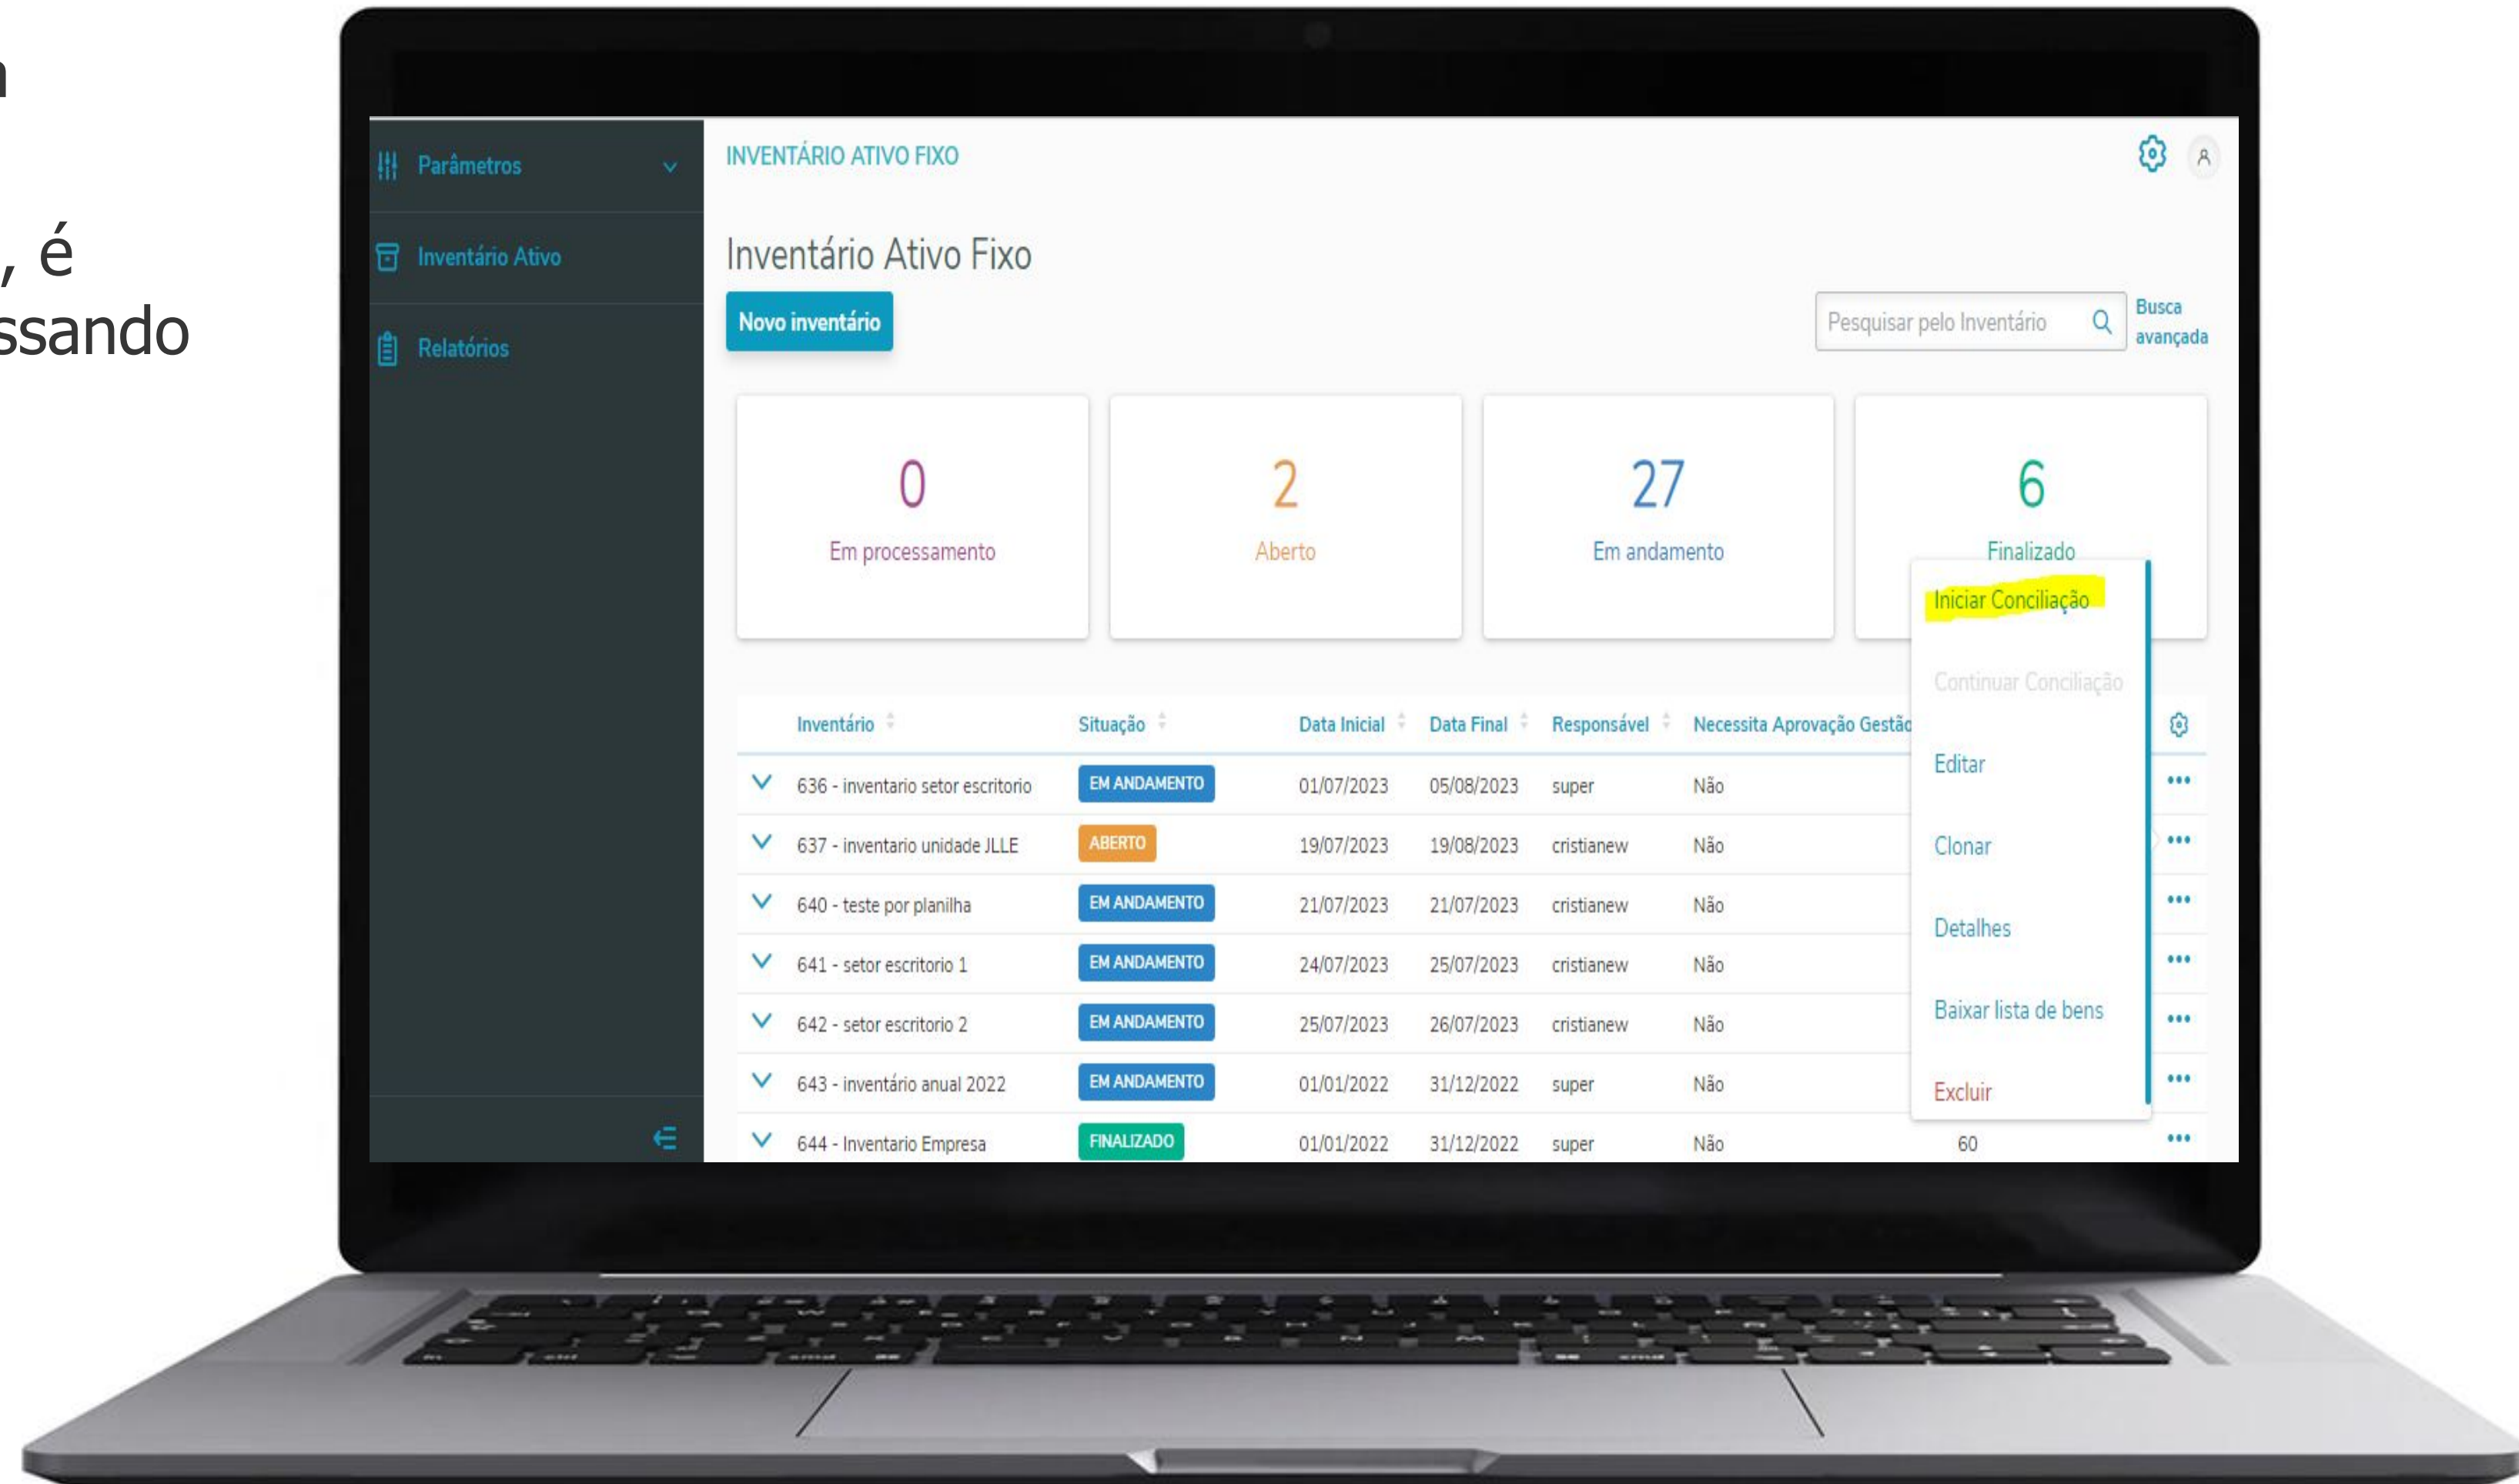 , é
ssando
Parâmetros
Inventário Ativo
Relatórios
INVENTÁRIO ATIVO FIXO
Inventário Ativo Fixo
Novo inventário
Pesquisar pelo Inventário
Busca
avançada
0
Em processamento
2
Aberto
27
Em andamento
6
Finalizado
Iniciar Conciliação
Continuar Conciliação
Editar
Clonar
Detalhes
Baixar lista de bens
Excluir
Inventário Situação Data Inicial Data Final Responsável Necessita Aprovação Gestão
636 - inventario setor escritorio EM ANDAMENTO 01/07/2023 05/08/2023 super Não
637 - inventario unidade JLLE ABERTO 19/07/2023 19/08/2023 cristianew Não
640 - teste por planilha EM ANDAMENTO 21/07/2023 21/07/2023 cristianew Não
641 - setor escritorio 1 EM ANDAMENTO 24/07/2023 25/07/2023 cristianew Não
642 - setor escritorio 2 EM ANDAMENTO 25/07/2023 26/07/2023 cristianew Não
643 - inventário anual 2022 EM ANDAMENTO 01/01/2022 31/12/2022 super Não
644 - Inventario Empresa FINALIZADO 01/01/2022 31/12/2022 super Não 60